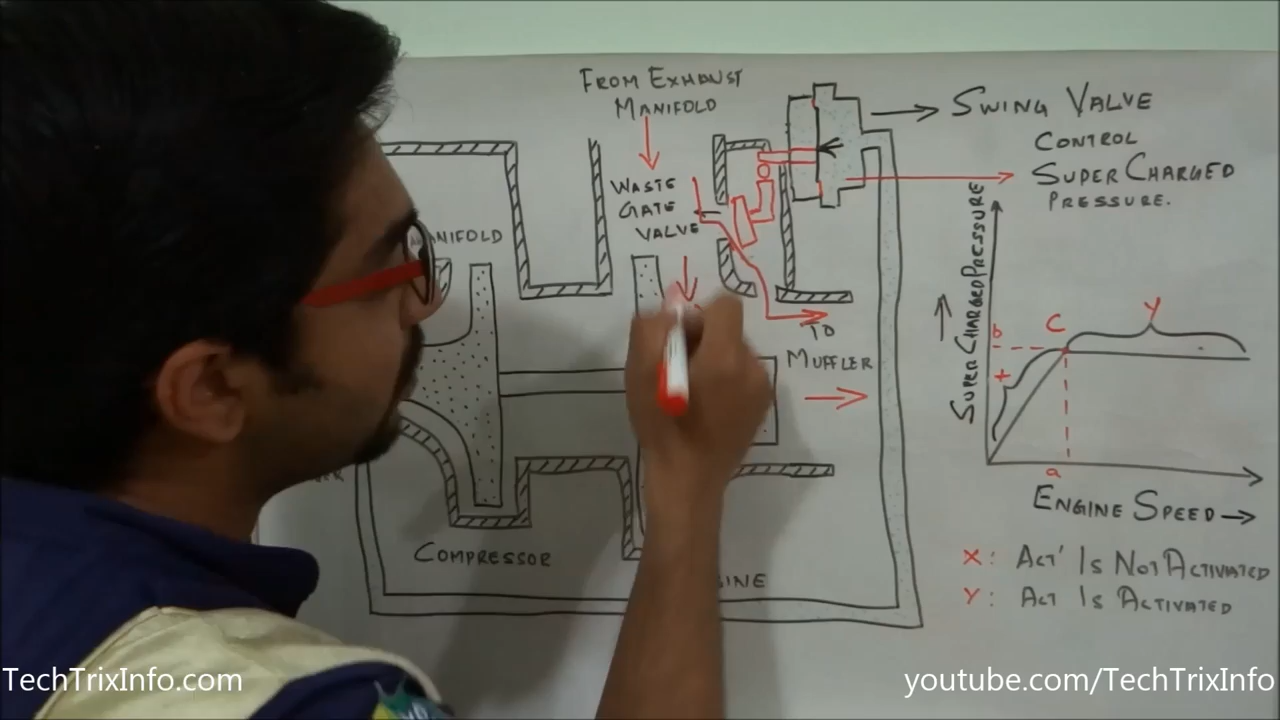 FROM EXHAUST
MANIFOLD
SWING VALVE
CONTROL
SUPER CHARGED
PRESSURE.
WASTE
GATE
VALVE
SUPER CHARGED PRESSURE
TO
MUFFLER
Y
b
C
a
ENGINE SPEED
COMPRESSOR
X: ACT' IS NOT ACTIVATED
Y: ACT IS ACTIVATED
TechTrixInfo.com
youtube.com/TechTrixInfo